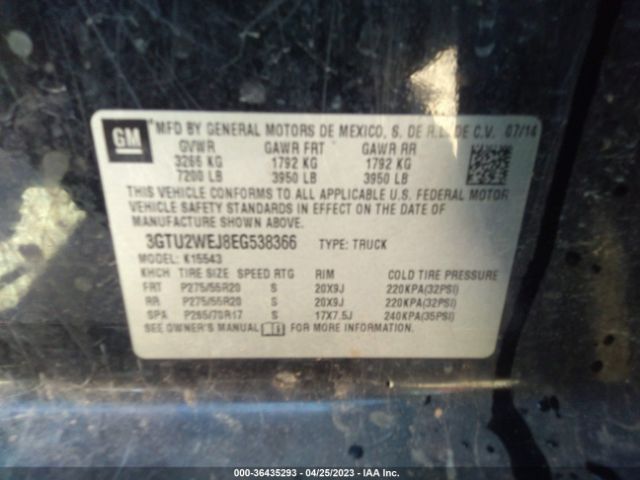 GM
MFD BY GENERAL MOTORS DE MEXICO, S. DE R.L. DE C.V. 07/14
GVWR GAWR FRT GAWR RR
3266 KG 1792 KG 1792 KG
7200 LB 3950 LB 3950 LB
THIS VEHICLE CONFORMS TO ALL APPLICABLE U.S. FEDERAL MOTOR
VEHICLE SAFETY STANDARDS IN EFFECT ON THE DATE OF
MANUFACTURE SHOWN ABOVE.
3GTU2WEJ8EG538366 TYPE: TRUCK
MODEL: K15543
KHCH TIRE SIZE SPEED RTG RIM COLD TIRE PRESSURE
FRT P275/55R20 S 20X9J 220KPA(32PSI)
RR P275/55R20 S 20X9J 220KPA(32PSI)
SPA P265/70R17 S 17X7.5J 240KPA(35PSI)
SEE OWNER'S MANUAL FOR MORE INFORMATION.
000-36435293 - 04/25/2023 - IAA Inc.